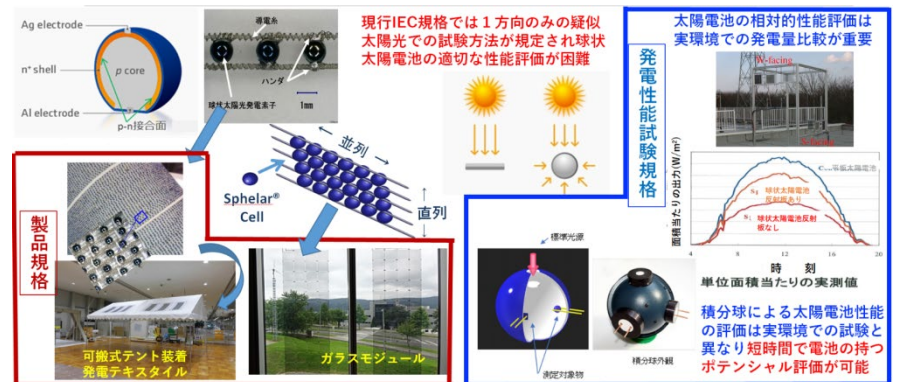 Ag electrode
n⁺ shell
p core
Al electrode
p-n接合面
導電糸
ハンダ
球状太陽光発電素子
1mm
現行IEC規格では１方向のみの疑似
太陽光での試験方法が規定され球状
太陽電池の適切な性能評価が困難
← 並列 →
Sphelar®
Cell
←直列→
製品規格
可搬式テント装着
発電テキスタイル
ガラスモジュール
発電性能試験規格
太陽電池の相対的性能評価は
実環境での発電量比較が重要
N-facing
面積当たりの出力(W/m²)
S₁ 球状太陽電池
反射板あり
S: 球状太陽電池反射
板なし
4 6 8 10 12 14 16 18 20
時 刻
単位面積当たりの実測値
標準光源
測定対象物
積分球外観
積分球による太陽電池性能
の評価は実環境での試験と
異なり短時間で電池の持つ
ポテンシャル評価が可能